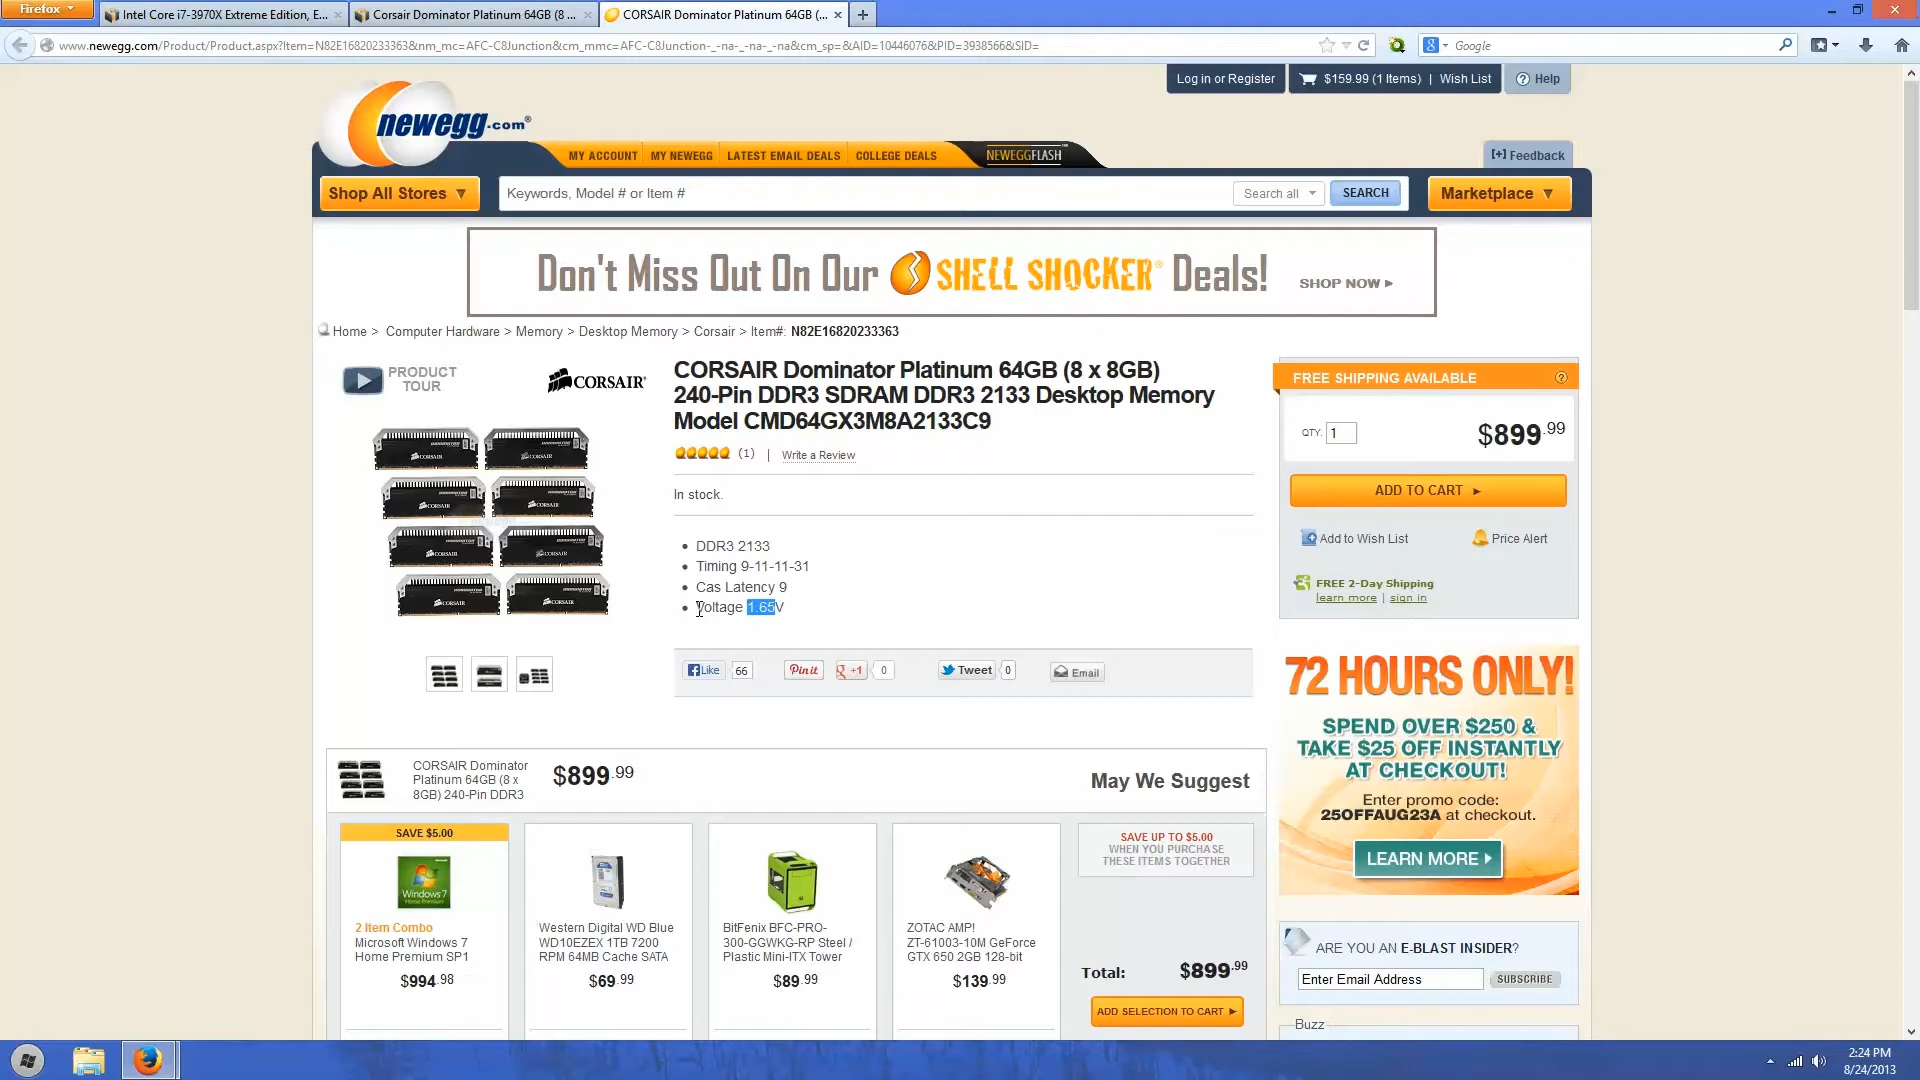 Firefox
Intel Core i7-3970X Extreme Edition, E...
Corsair Dominator Platinum 64GB (8 ...
CORSAIR Dominator Platinum 64GB (...
www.newegg.com/Product/Product.aspx?Item=N82E16820233363&nm_mc=AFC-C8Junction&cm_mmc=AFC-C8Junction-_-na-_-na-_-na&cm_sp=&AID=10446076&PID=3938566&SID=
Google
Log in or Register
$159.99 (1 Items) | Wish List
Help
newegg.com®
MY ACCOUNT
MY NEWEGG
LATEST EMAIL DEALS
COLLEGE DEALS
NEWEGGFLASH
[+] Feedback
Shop All Stores ▼
Keywords, Model # or Item #
Search all
SEARCH
Marketplace ▼
Don't Miss Out On Our SHELL SHOCKER® Deals! SHOP NOW ►
Home > Computer Hardware > Memory > Desktop Memory > Corsair > Item#: N82E16820233363
PRODUCT
TOUR
CORSAIR
CORSAIR Dominator Platinum 64GB (8 x 8GB)
240-Pin DDR3 SDRAM DDR3 2133 Desktop Memory
Model CMD64GX3M8A2133C9
(1) | Write a Review
In stock.
• DDR3 2133
• Timing 9-11-11-31
• Cas Latency 9
• Voltage 1.65V
Like 66
Pin it
+1 0
Tweet 0
Email
FREE SHIPPING AVAILABLE
QTY. 1
$899.99
ADD TO CART ►
Add to Wish List
Price Alert
FREE 2-Day Shipping
learn more | sign in
72 HOURS ONLY!
SPEND OVER $250 &
TAKE $25 OFF INSTANTLY
AT CHECKOUT!
Enter promo code:
25OFFAUG23A at checkout.
LEARN MORE
CORSAIR Dominator
Platinum 64GB (8 x
8GB) 240-Pin DDR3
$899.99
May We Suggest
SAVE $5.00
Windows 7
2 Item Combo
Microsoft Windows 7
Home Premium SP1
$994.98
Western Digital WD Blue
WD10EZEX 1TB 7200
RPM 64MB Cache SATA
$69.99
BitFenix BFC-PRO-
300-GGWKG-RP Steel /
Plastic Mini-ITX Tower
$89.99
ZOTAC AMP!
ZT-61003-10M GeForce
GTX 650 2GB 128-bit
$139.99
SAVE UP TO $5.00
WHEN YOU PURCHASE
THESE ITEMS TOGETHER
Total: $899.99
ADD SELECTION TO CART ►
ARE YOU AN E-BLAST INSIDER?
Enter Email Address
SUBSCRIBE
Buzz
2:24 PM
8/24/2013